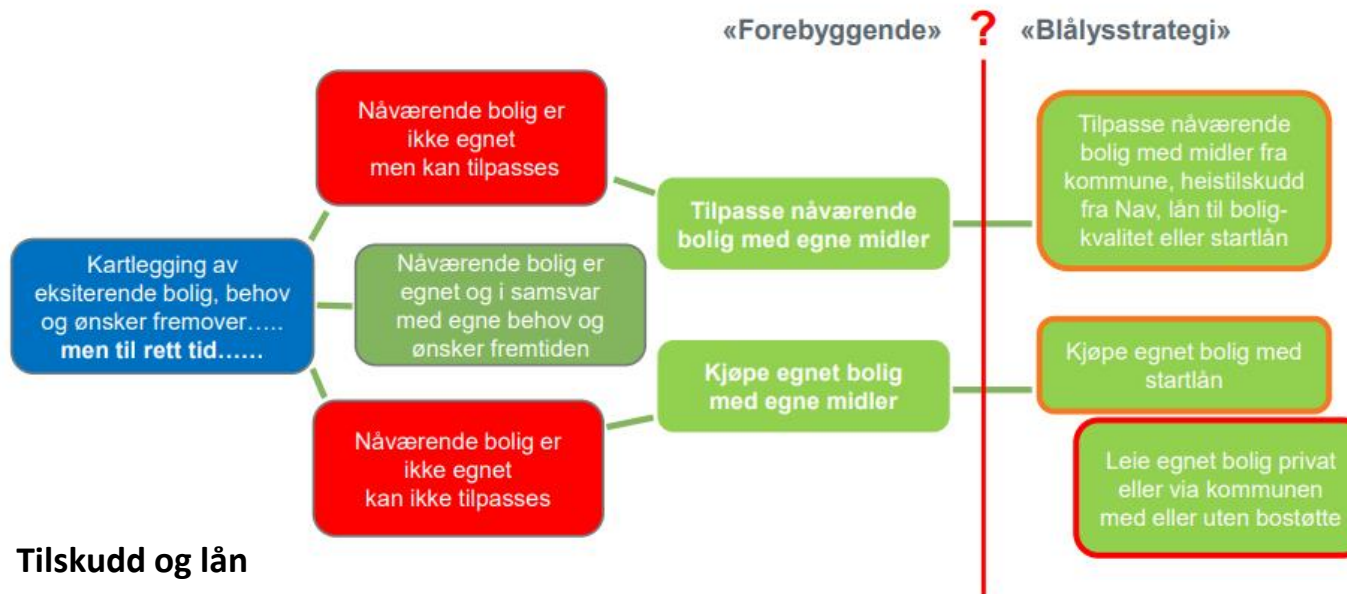 «Forebyggende» ? «Blålysstrategi»
Nåværende bolig er
ikke egnet
men kan tilpasses
Kartlegging av
eksiterende bolig, behov
og ønsker fremover.....
men til rett tid......
Nåværende bolig er
egnet og i samsvar
med egne behov og
ønsker fremtiden
Nåværende bolig er
ikke egnet
kan ikke tilpasses
Tilpasse nåværende
bolig med egne midler
Kjøpe egnet bolig
med egne midler
Tilpasse nåværende
bolig med midler fra
kommune, heistilskudd
fra Nav, lån til bolig-
kvalitet eller startlån
Kjøpe egnet bolig med
startlån
Leie egnet bolig privat
eller via kommunen
med eller uten bostøtte
Tilskudd og lån